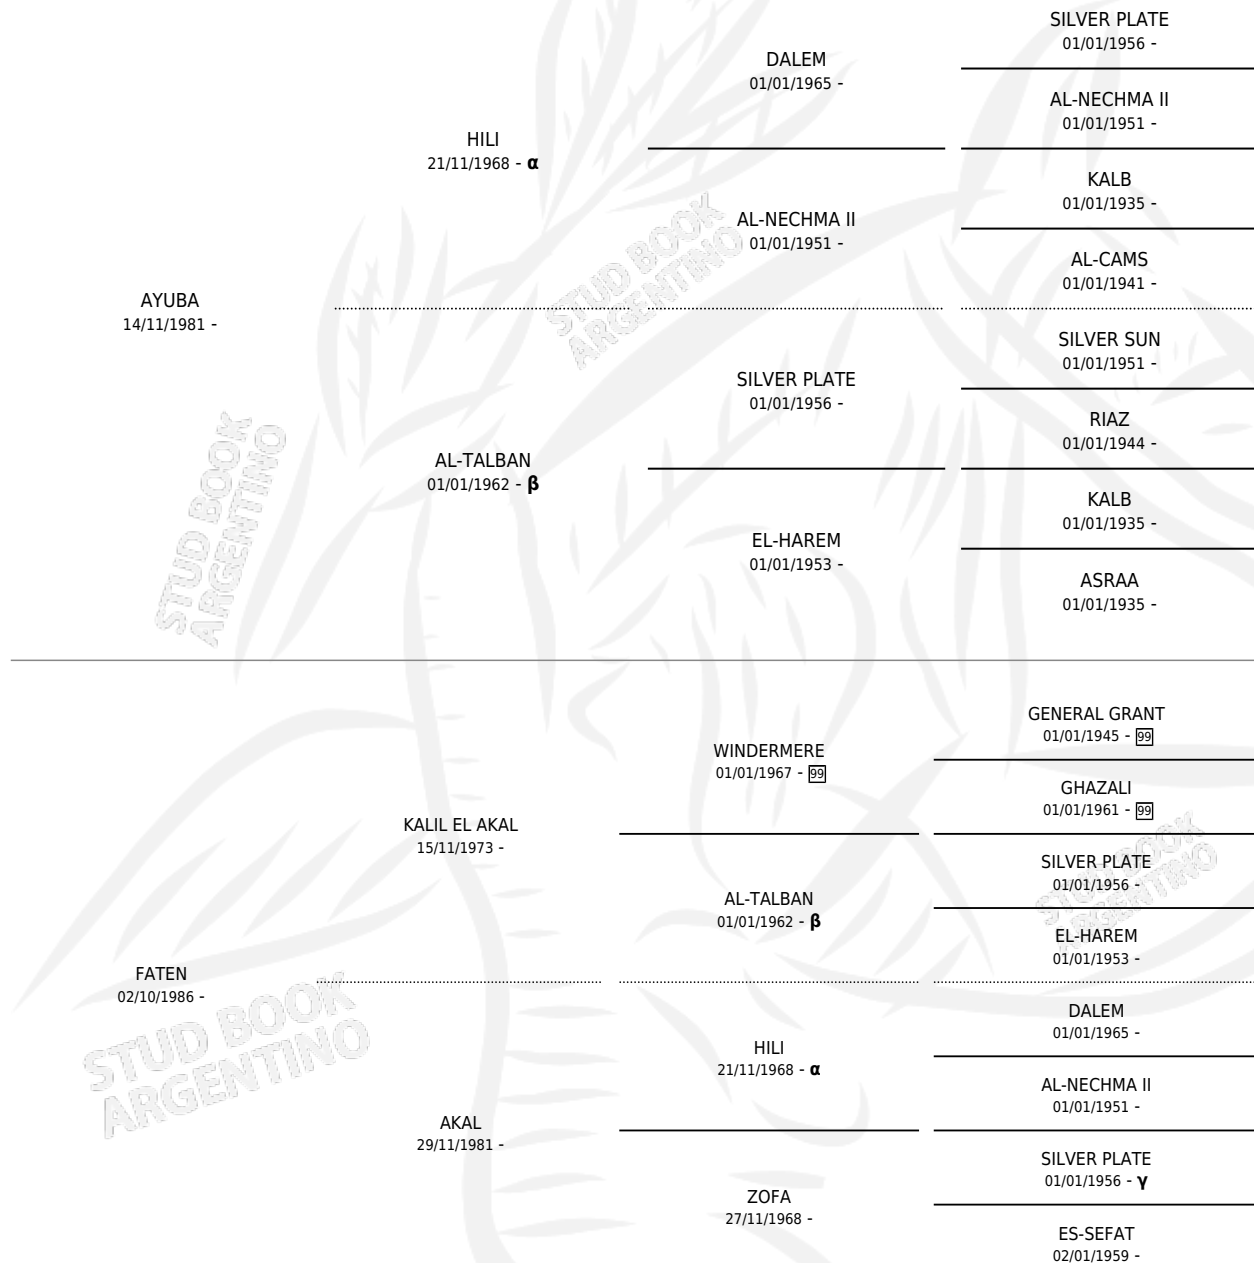 SILVER PLATE
01/01/1956 -
DALEM
01/01/1965 -
AL-NECHMA II
01/01/1951 -
HILI
21/11/1968 - α
KALB
01/01/1935 -
AL-NECHMA II
01/01/1951 -
AL-CAMS
01/01/1941 -
AYUBA
14/11/1981 -
SILVER SUN
01/01/1951 -
SILVER PLATE
01/01/1956 -
RIAZ
01/01/1944 -
AL-TALBAN
01/01/1962 - β
KALB
01/01/1935 -
EL-HAREM
01/01/1953 -
ASRAA
01/01/1935 -
GENERAL GRANT
01/01/1945 - 99
WINDERMERE
01/01/1967 - 99
GHAZALI
01/01/1961 - 99
KALIL EL AKAL
15/11/1973 -
SILVER PLATE
01/01/1956 -
AL-TALBAN
01/01/1962 - β
EL-HAREM
01/01/1953 -
FATEN
02/10/1986 -
DALEM
01/01/1965 -
HILI
21/11/1968 - α
AL-NECHMA II
01/01/1951 -
AKAL
29/11/1981 -
SILVER PLATE
01/01/1956 - γ
ZOFA
27/11/1968 -
ES-SEFAT
02/01/1959 -
STUD BOOK
ARGENTINO
STUD BOOK
ARGENTINO
STUD BOOK
ARGENTINO
STUD BOOK
ARGENTINO